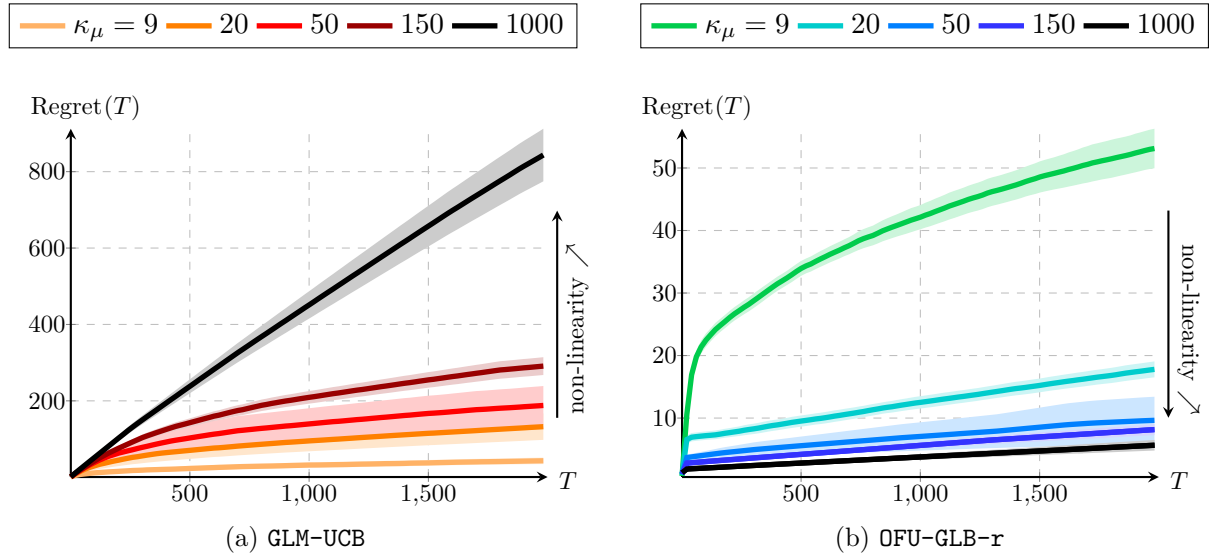 κμ = 9 20 50 150 1000
Regret(T)
800
600
400
200
500 1,000 1,500
T
non-linearity ↗
(a) GLM-UCB
κμ = 9 20 50 150 1000
Regret(T)
50
40
30
20
10
500 1,000 1,500
T
non-linearity ↘
(b) OFU-GLB-r